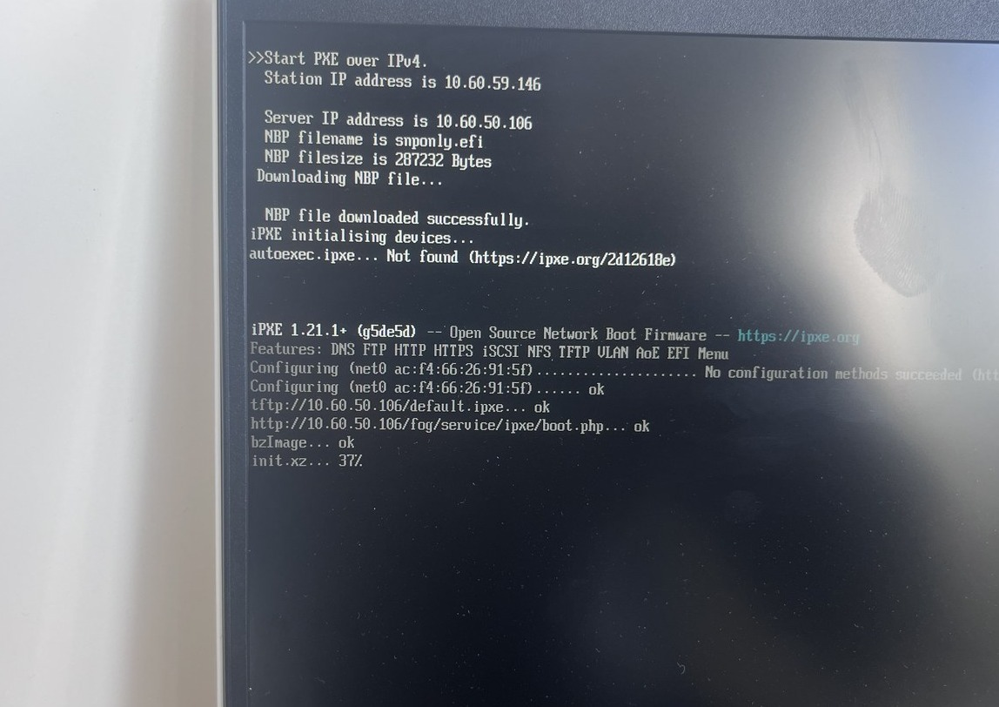 >>Start PXE over IPv4.
Station IP address is 10.60.59.146
Server IP address is 10.60.50.106
NBP filename is snponly.efi
NBP filesize is 287232 Bytes
Downloading NBP file...
NBP file downloaded successfully.
iPXE initialising devices...
autoexec.ipxe... Not found (https://ipxe.org/2d12618e)
iPXE 1.21.1+ (g5de5d) -- Open Source Network Boot Firmware -- https://ipxe.org
Features: DNS FTP HTTP HTTPS iSCSI NFS TFTP VLAN AoE EFI Menu
Configuring (net0 ac:f4:66:26:91:5f)..................... No configuration methods succeeded (htt
Configuring (net0 ac:f4:66:26:91:5f)...... ok
tftp://10.60.50.106/default.ipxe... ok
http://10.60.50.106/fog/service/ipxe/boot.php... ok
bzImage... ok
init.xz... 37%